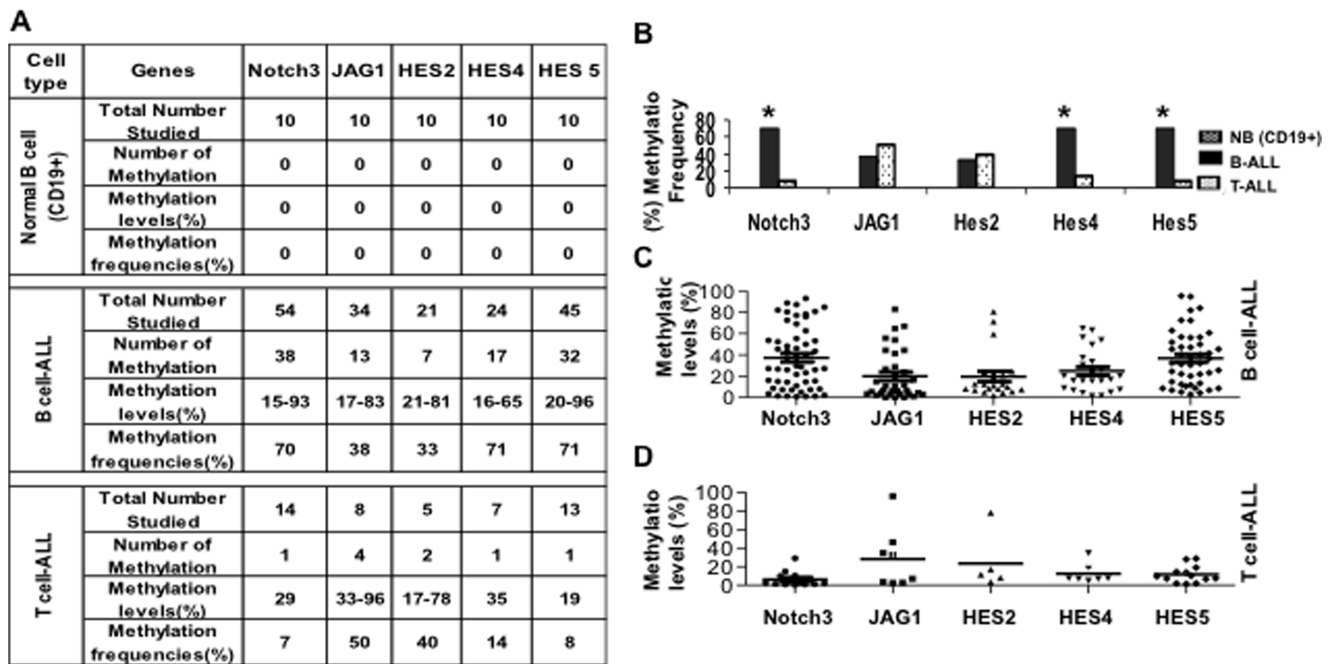 A
Cell type Genes Notch3 JAG1 HES2 HES4 HES 5
Normal B cell (CD19+)
Total Number Studied 10 10 10 10 10
Number of Methylation 0 0 0 0 0
Methylation levels(%) 0 0 0 0 0
Methylation frequencies(%) 0 0 0 0 0
B cell-ALL
Total Number Studied 54 34 21 24 45
Number of Methylation 38 13 7 17 32
Methylation levels(%) 15-93 17-83 21-81 16-65 20-96
Methylation frequencies(%) 70 38 33 71 71
T cell-ALL
Total Number Studied 14 8 5 7 13
Number of Methylation 1 4 2 1 1
Methylation levels(%) 29 33-96 17-78 35 19
Methylation frequencies(%) 7 50 40 14 8
B
(%) Methylatio
Frequency
80
60
40
20
0
* * *
Notch3 JAG1 Hes2 Hes4 Hes5
NB (CD19+)
B-ALL
T-ALL
C
Methylatic
levels (%)
100
80
60
40
20
0
Notch3 JAG1 HES2 HES4 HES5
B cell-ALL
D
Methylatio
levels (%)
100
80
60
40
20
0
Notch3 JAG1 HES2 HES4 HES5
T cell-ALL